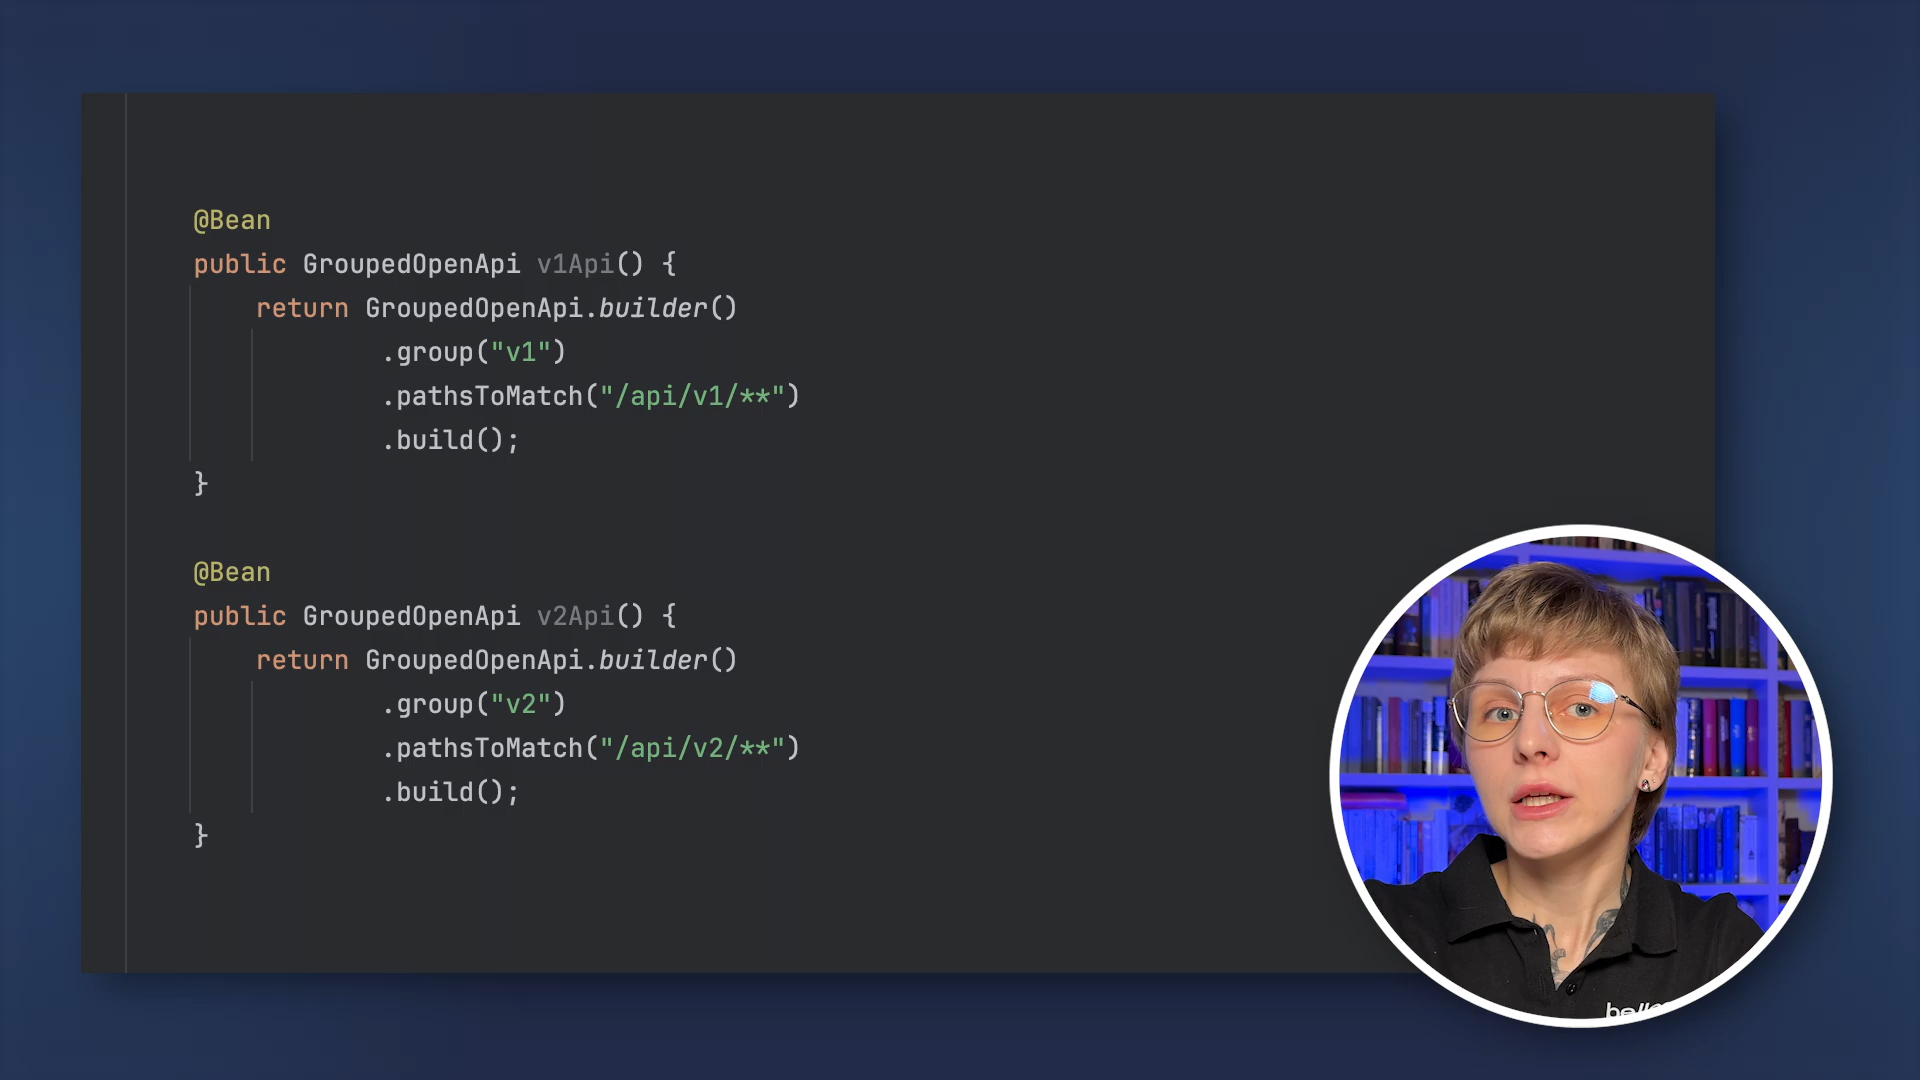 @Bean
public GroupedOpenApi v1Api() {
return GroupedOpenApi.builder()
.group("v1")
.pathsToMatch("/api/v1/**")
.build();
}
@Bean
public GroupedOpenApi v2Api() {
return GroupedOpenApi.builder()
.group("v2")
.pathsToMatch("/api/v2/**")
.build();
}